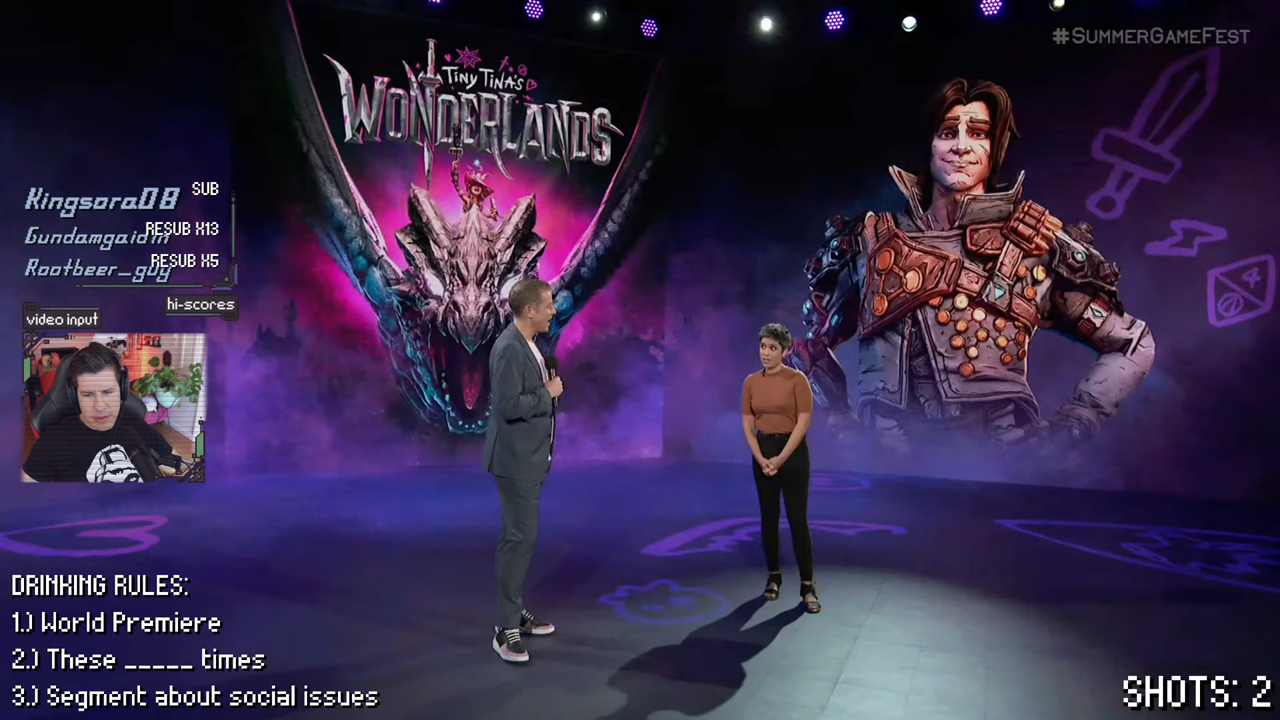 #SummerGameFest
Tiny Tina's
Wonderlands
Kingsora08 SUB
Gundamgaidin RESUB X13
Rootbeer_guy RESUB X5
hi-scores
video input
4
DRINKING RULES:
1.) World Premiere
2.) These _____ times
3.) Segment about social issues
SHOTS: 2